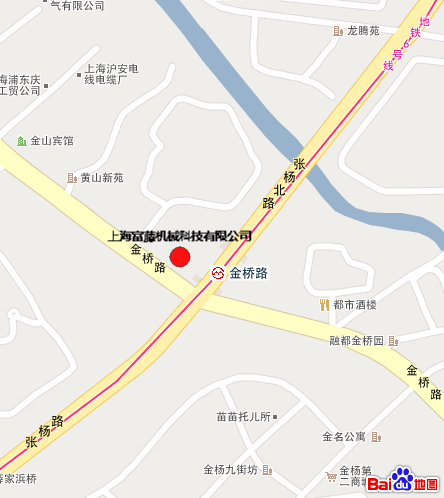 气有限公司
龙腾苑
地铁6号线
上海沪安电
线电缆厂
海浦东庆
工贸公司
金山宾馆
张杨北路
黄山新苑
上海富藤机械科技有限公司
金桥路
金桥路
都市酒楼
融都金桥园
金桥路
苗苗托儿所
张杨路
金名公寓
金杨九街坊
金杨第
二商场
家浜桥
Bai du 地图